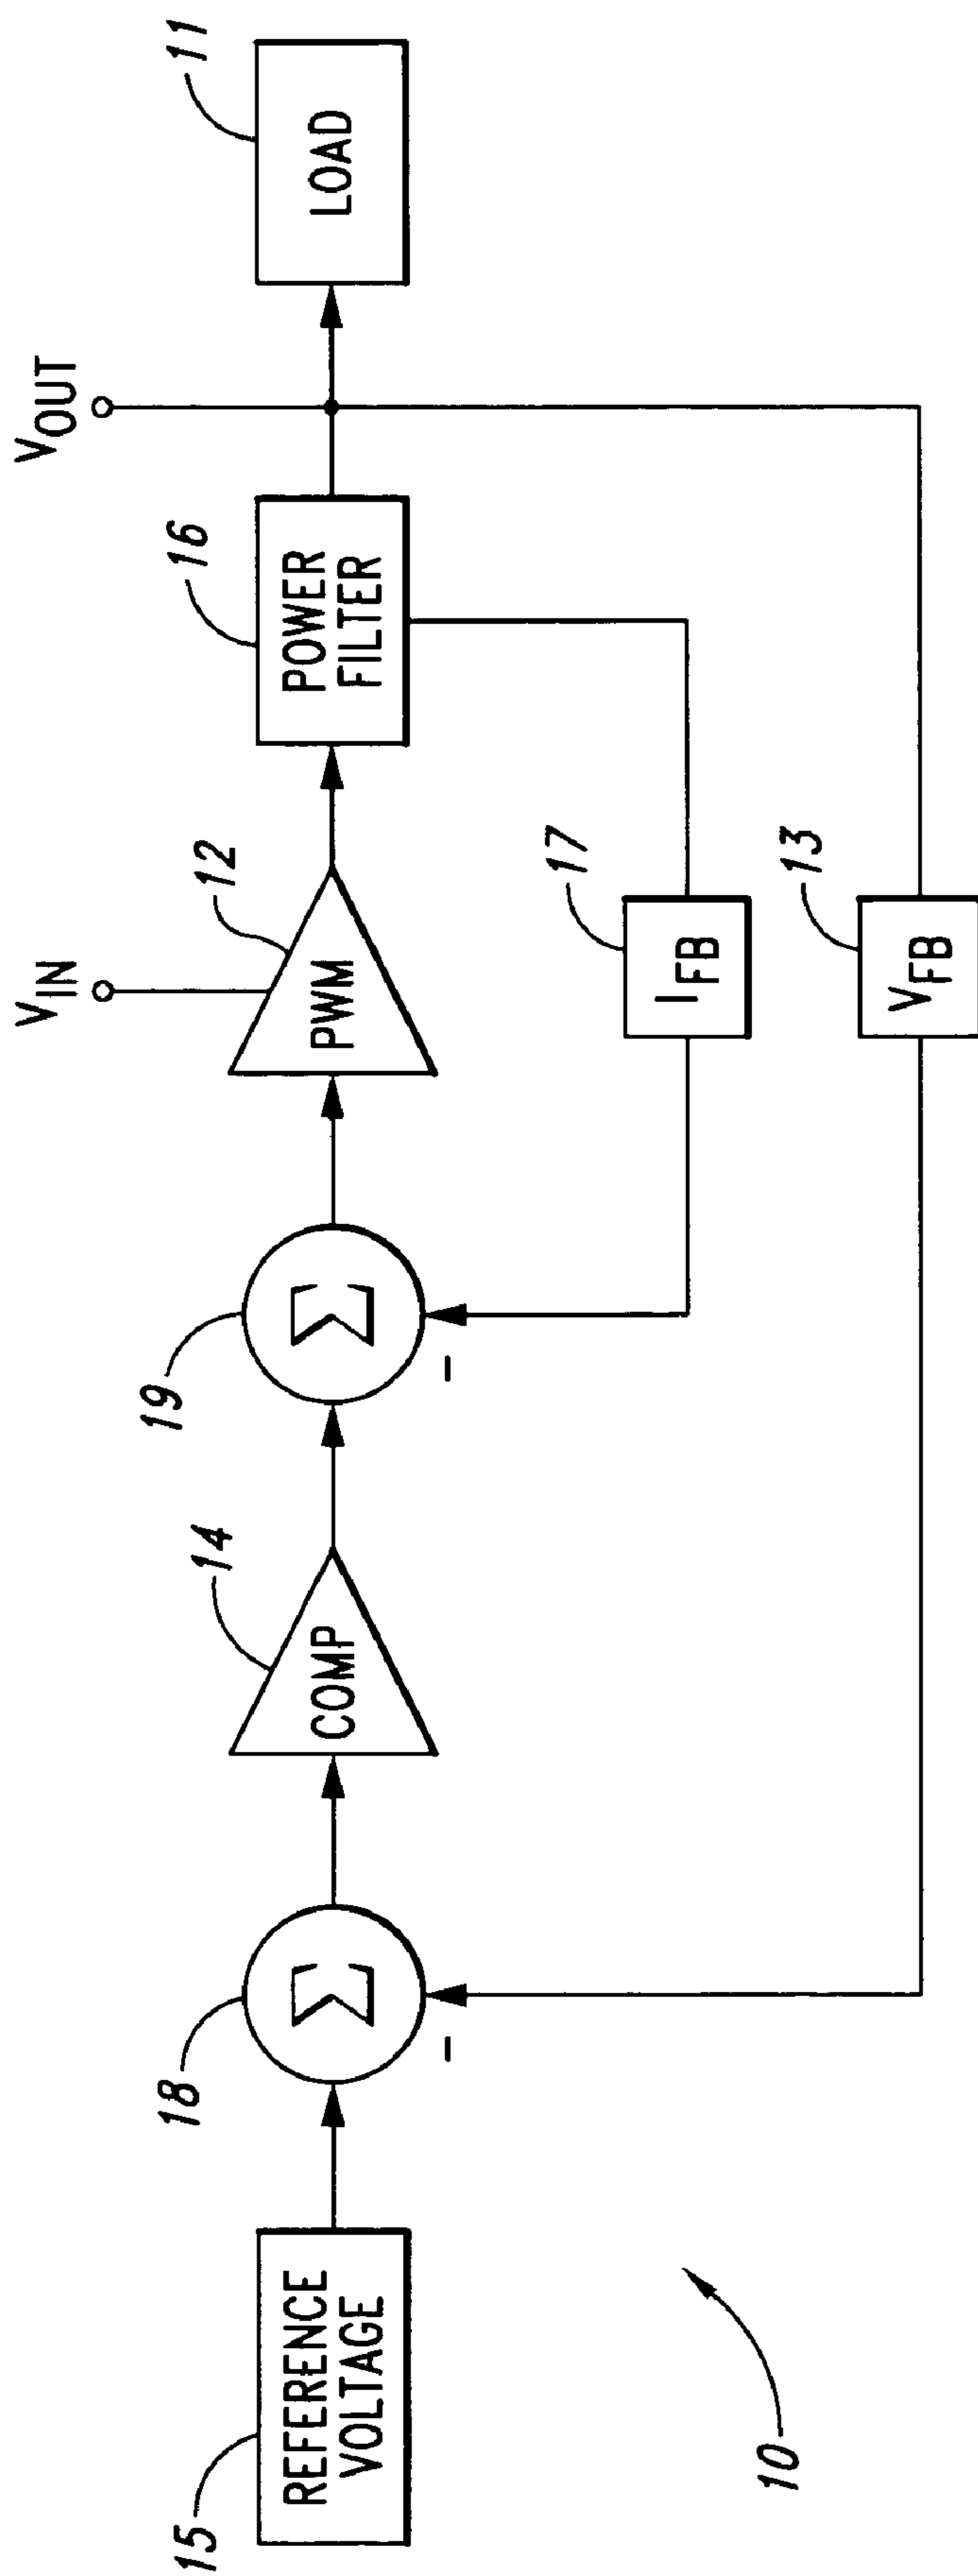 15
REFERENCE
VOLTAGE
18
Σ
–
14
COMP
19
Σ
–
V_IN
12
PWM
16
POWER
FILTER
V_OUT
11
LOAD
17
I_FB
13
V_FB
10